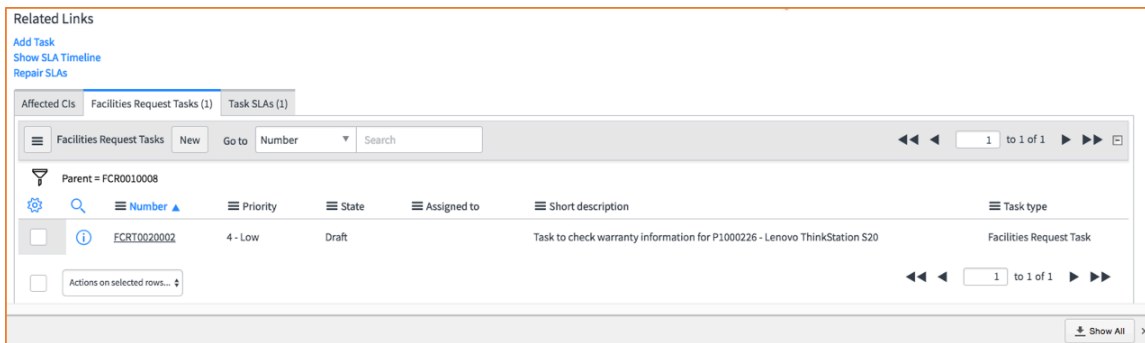 Related Links
Add Task
Show SLA Timeline
Repair SLAs
Affected CIs Facilities Request Tasks (1) Task SLAs (1)
Facilities Request Tasks New Go to Number Search 1 to 1 of 1
Parent = FCR0010008
Number Priority State Assigned to Short description Task type
FCRT0020002 4 - Low Draft Task to check warranty information for P1000226 - Lenovo ThinkStation S20 Facilities Request Task
Actions on selected rows... 1 to 1 of 1
Show All